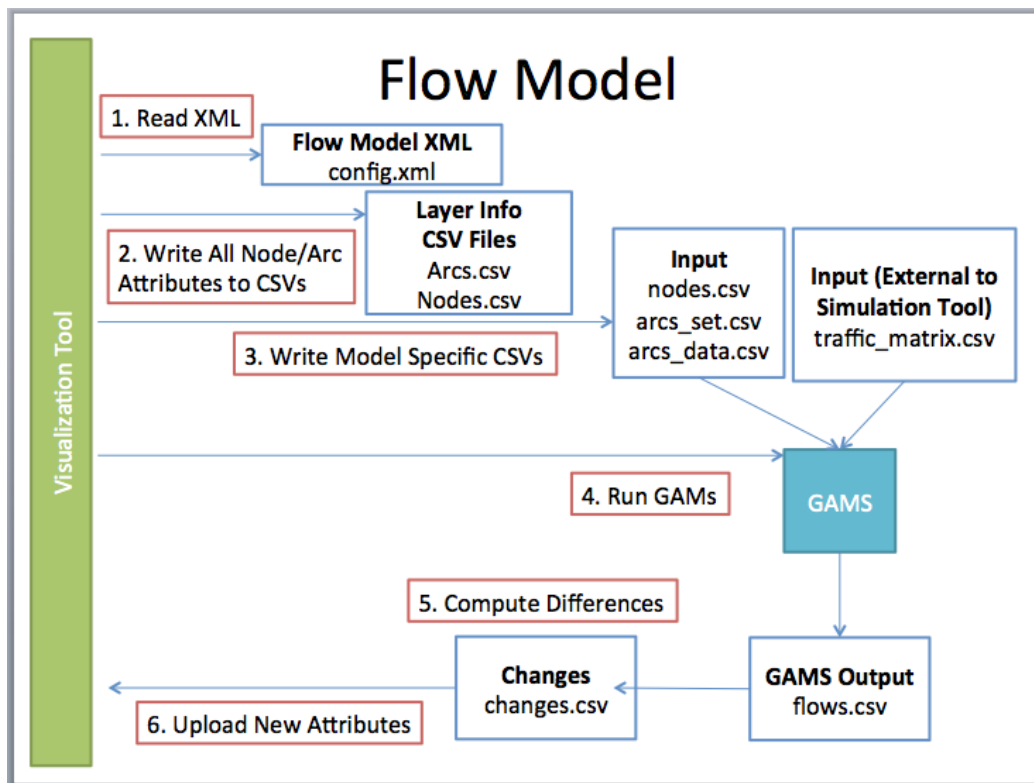 Flow Model
Visualization Tool
1. Read XML
Flow Model XML
config.xml
Layer Info
CSV Files
Arcs.csv
Nodes.csv
2. Write All Node/Arc
Attributes to CSVs
Input
nodes.csv
arcs_set.csv
arcs_data.csv
Input (External to
Simulation Tool)
traffic_matrix.csv
3. Write Model Specific CSVs
4. Run GAMs
GAMS
5. Compute Differences
Changes
changes.csv
GAMS Output
flows.csv
6. Upload New Attributes